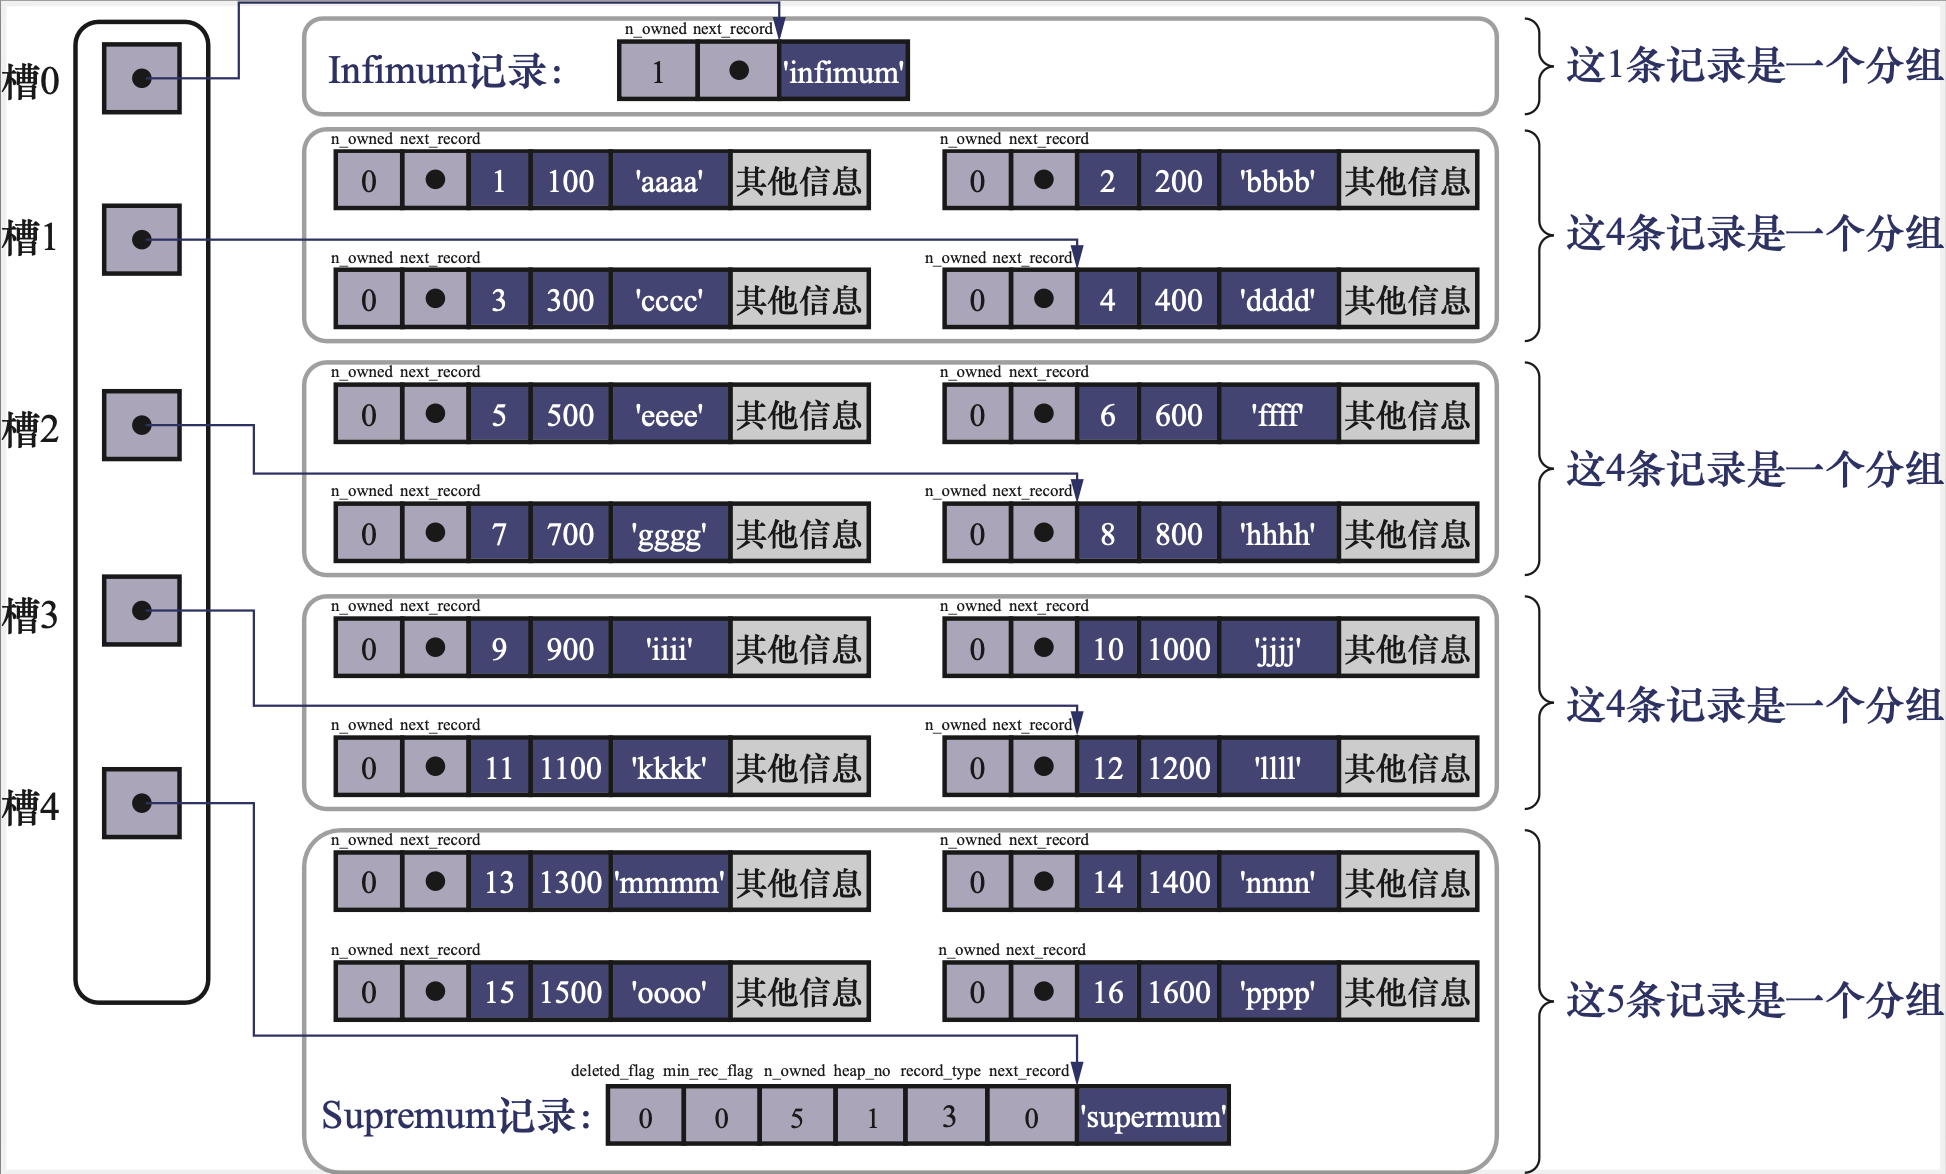 n_owned next_record
槽0 Infimum记录： 1 'infimum' 这1条记录是一个分组
n_owned next_record n_owned next_record
0 1 100 'aaaa' 其他信息 0 2 200 'bbbb' 其他信息
槽1 这4条记录是一个分组
n_owned next_record n_owned next_record
0 3 300 'cccc' 其他信息 0 4 400 'dddd' 其他信息
n_owned next_record n_owned next_record
0 5 500 'eeee' 其他信息 0 6 600 'ffff' 其他信息
槽2 这4条记录是一个分组
n_owned next_record n_owned next_record
0 7 700 'gggg' 其他信息 0 8 800 'hhhh' 其他信息
n_owned next_record n_owned next_record
槽3
0 9 900 'iiii' 其他信息 0 10 1000 'jjjj' 其他信息
这4条记录是一个分组
n_owned next_record n_owned next_record
0 11 1100 'kkkk' 其他信息 0 12 1200 'llll' 其他信息
槽4
n_owned next_record n_owned next_record
0 13 1300 'mmmm' 其他信息 0 14 1400 'nnnn' 其他信息
n_owned next_record n_owned next_record
0 15 1500 'oooo' 其他信息 0 16 1600 'pppp' 其他信息 这5条记录是一个分组
deleted_flag min_rec_flag n_owned heap_no record_type next_record
Supremum记录： 0 0 5 1 3 0 'supermum'